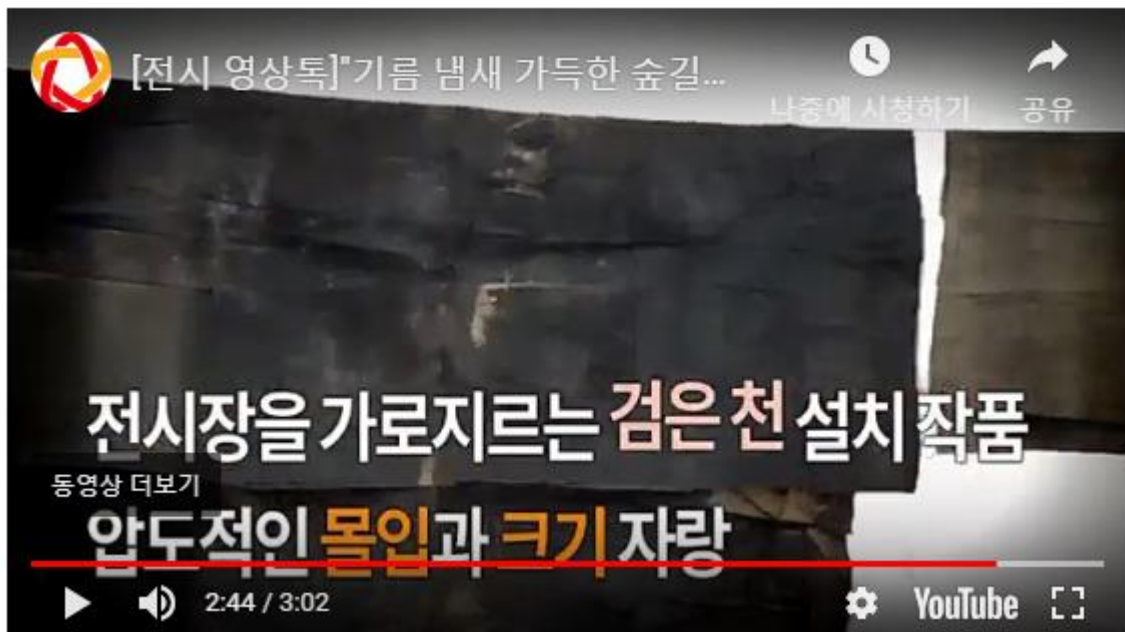 [전시 영상톡]"기름 냄새 가득한 숲길...
나중에 시청하기
공유
전시장을 가로지르는 검은 천 설치 작품
동영상 더보기
압도적인 몰입과 크기 자랑
2:44 / 3:02
YouTube